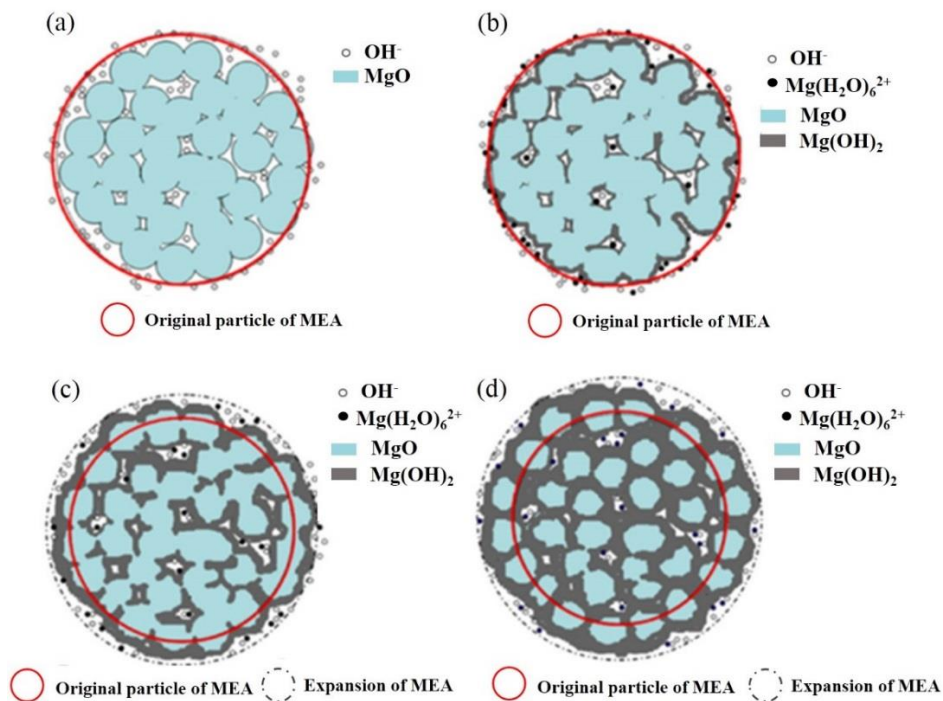 (a)
OH⁻
MgO
Original particle of MEA
(b)
OH⁻
Mg(H₂O)₆²⁺
MgO
Mg(OH)₂
Original particle of MEA
(c)
OH⁻
Mg(H₂O)₆²⁺
MgO
Mg(OH)₂
Original particle of MEA
Expansion of MEA
(d)
OH⁻
Mg(H₂O)₆²⁺
MgO
Mg(OH)₂
Original particle of MEA
Expansion of MEA